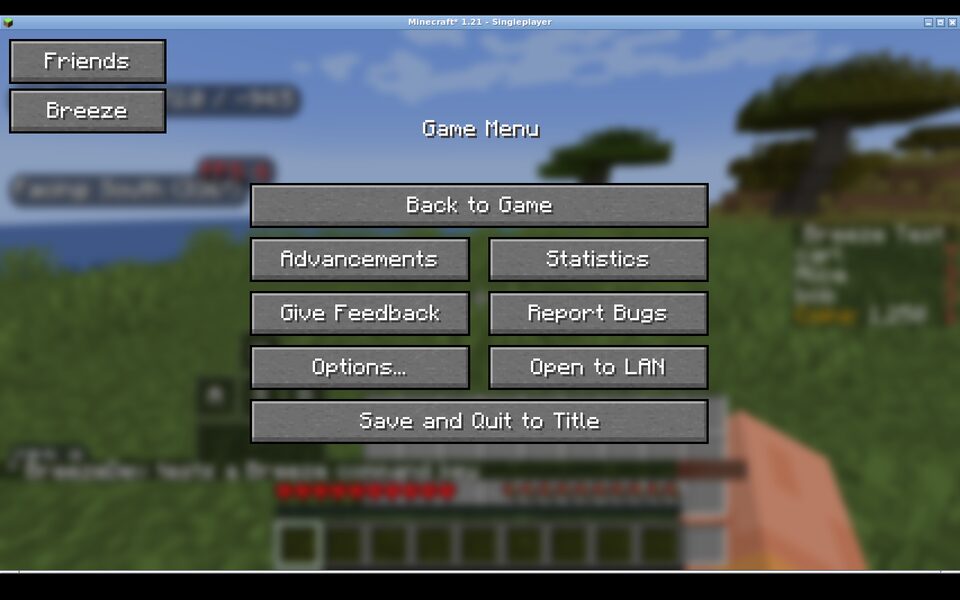 Minecraft* 1.21 - Singleplayer
Friends
Breeze
Game Menu
Back to Game
Advancements
Statistics
Give Feedback
Report Bugs
Options...
Open to LAN
Save and Quit to Title